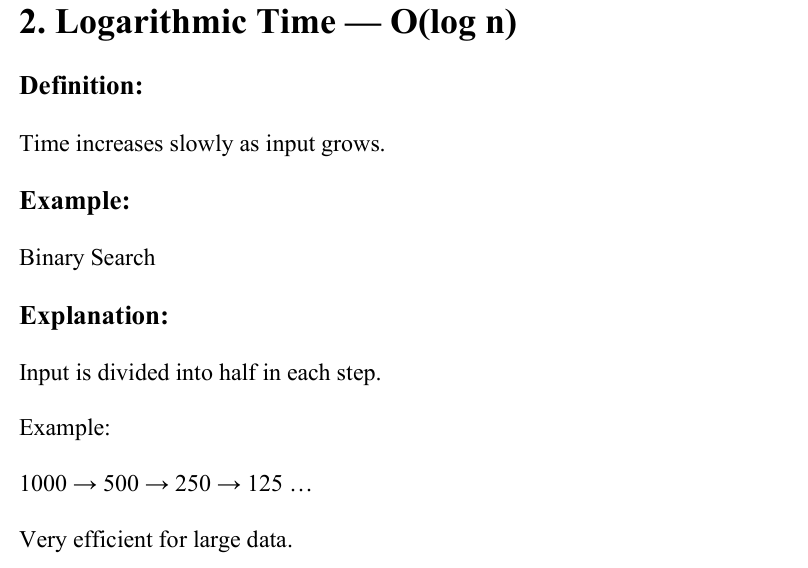 2. Logarithmic Time — O(log n)
Definition:
Time increases slowly as input grows.
Example:
Binary Search
Explanation:
Input is divided into half in each step.
Example:
1000 → 500 → 250 → 125 …
Very efficient for large data.